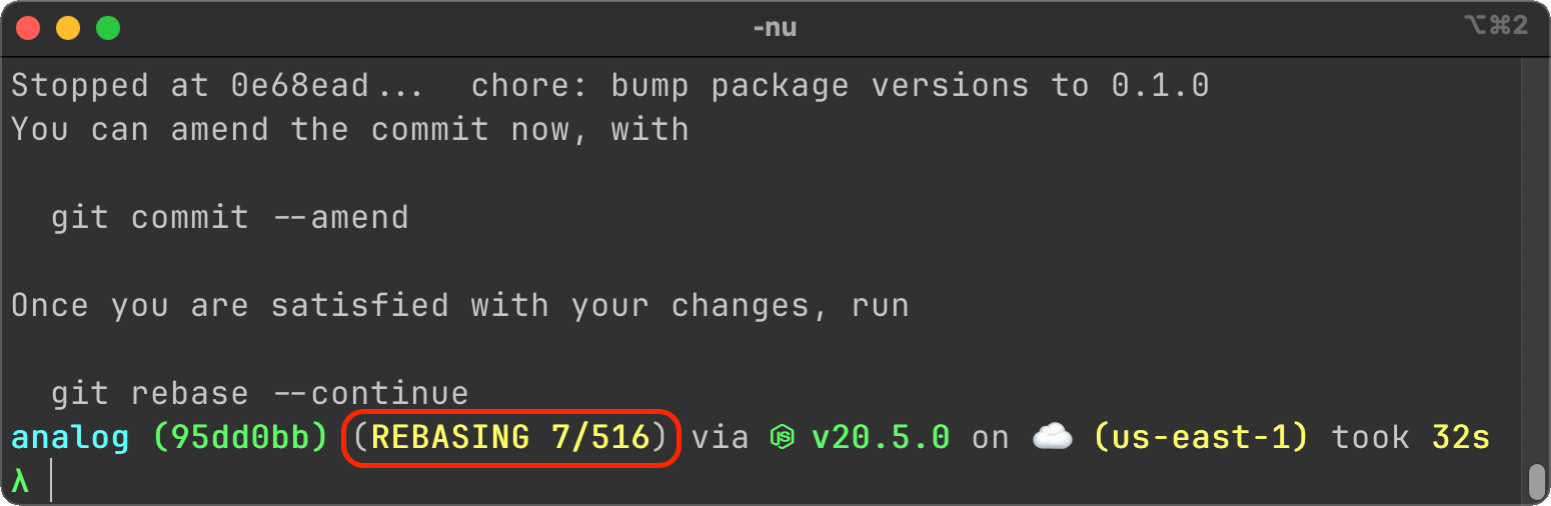 -nu
⌥⌘2
Stopped at 0e68ead...  chore: bump package versions to 0.1.0
You can amend the commit now, with
git commit --amend
Once you are satisfied with your changes, run
git rebase --continue
analog (95dd0bb) (REBASING 7/516) via v20.5.0 on ☁️ (us-east-1) took 32s
λ